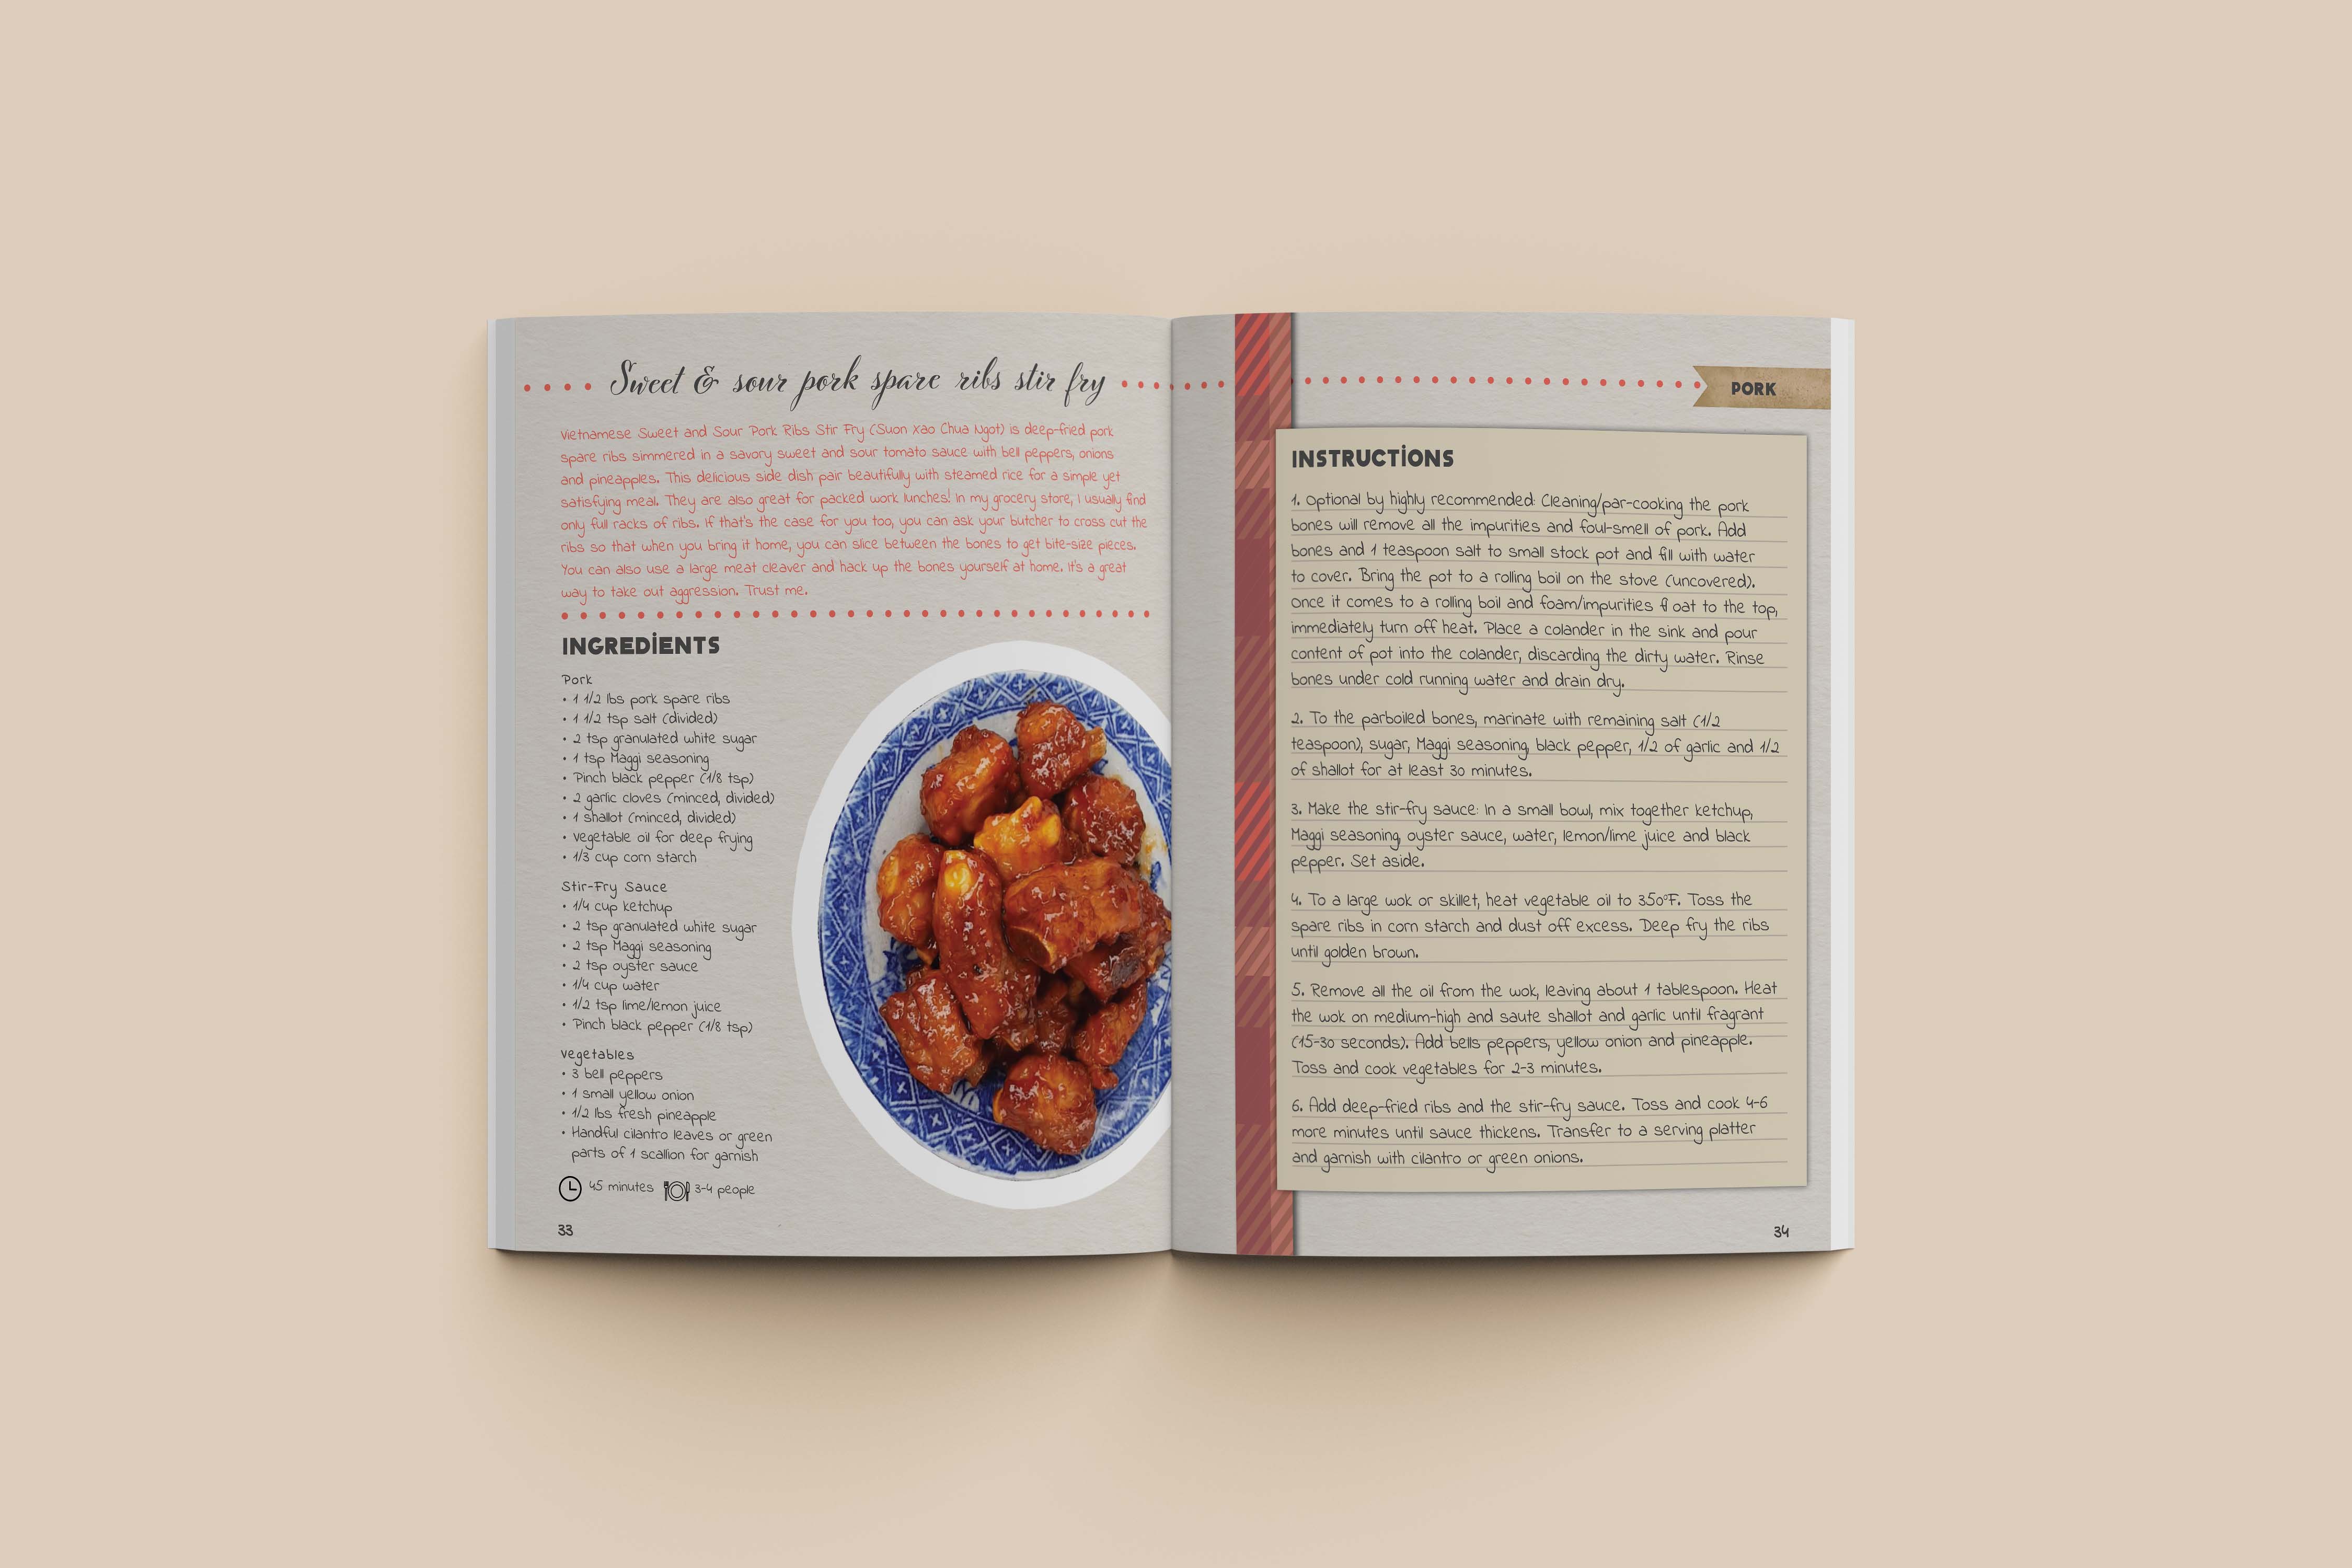 Sweet & sour pork spare ribs stir fry
Vietnamese Sweet and Sour Pork Ribs Stir Fry (Suon Xao Chua Ngot) is deep-fried pork
spare ribs simmered in a savory sweet and sour tomato sauce with bell peppers, onions
and pineapples. This delicious side dish pair beautifully with steamed rice for a simple yet
satisfying meal. They are also great for packed work lunches! In my grocery store, I usually find
only full racks of ribs. If that's the case for you too, you can ask your butcher to cross cut the
ribs so that when you bring it home, you can slice between the bones to get bite-size pieces.
You can also use a large meat cleaver and hack up the bones yourself at home. It's a great
way to take out aggression. Trust me.
INGREDIENTS
Pork
• 1 1/2 lbs pork spare ribs
• 1 1/2 tsp salt (divided)
• 2 tsp granulated white sugar
• 1 tsp Maggi seasoning
• Pinch black pepper (1/8 tsp)
• 2 garlic cloves (minced, divided)
• 1 shallot (minced, divided)
• Vegetable oil for deep frying
• 1/3 cup corn starch
Stir-Fry Sauce
• 1/4 cup ketchup
• 2 tsp granulated white sugar
• 2 tsp Maggi seasoning
• 2 tsp oyster sauce
• 1/4 cup water
• 1/2 tsp lime/lemon juice
• Pinch black pepper (1/8 tsp)
Vegetables
• 3 bell peppers
• 1 small yellow onion
• 1/2 lbs fresh pineapple
• Handful cilantro leaves or green
parts of 1 scallion for garnish
45 minutes 3-4 people
33
PORK
INSTRUCTIONS
1. Optional by highly recommended: Cleaning/par-cooking the pork
bones will remove all the impurities and foul-smell of pork. Add
bones and 1 teaspoon salt to small stock pot and fill with water
to cover. Bring the pot to a rolling boil on the stove (uncovered).
Once it comes to a rolling boil and foam/impurities fl oat to the top,
immediately turn off heat. Place a colander in the sink and pour
content of pot into the colander, discarding the dirty water. Rinse
bones under cold running water and drain dry.
2. To the parboiled bones, marinate with remaining salt (1/2
teaspoon), sugar, Maggi seasoning, black pepper, 1/2 of garlic and 1/2
of shallot for at least 30 minutes.
3. Make the stir-fry sauce: In a small bowl, mix together ketchup,
Maggi seasoning, oyster sauce, water, lemon/lime juice and black
pepper. Set aside.
4. To a large wok or skillet, heat vegetable oil to 350°F. Toss the
spare ribs in corn starch and dust off excess. Deep fry the ribs
until golden brown.
5. Remove all the oil from the wok, leaving about 1 tablespoon. Heat
the wok on medium-high and saute shallot and garlic until fragrant
(15-30 seconds). Add bells peppers, yellow onion and pineapple.
Toss and cook vegetables for 2-3 minutes.
6. Add deep-fried ribs and the stir-fry sauce. Toss and cook 4-6
more minutes until sauce thickens. Transfer to a serving platter
and garnish with cilantro or green onions.
34